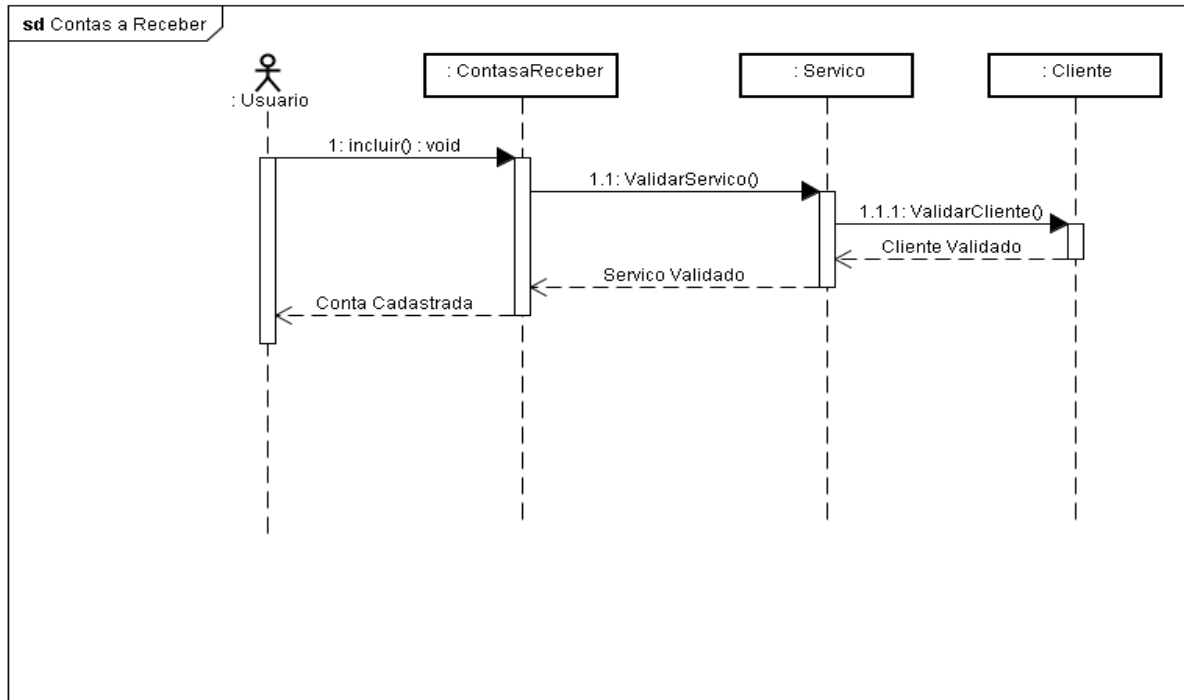 sd Contas a Receber
: Usuario
: ContasaReceber
: Servico
: Cliente
1: incluir() : void
1.1: ValidarServico()
1.1.1: ValidarCliente()
Cliente Validado
Servico Validado
Conta Cadastrada